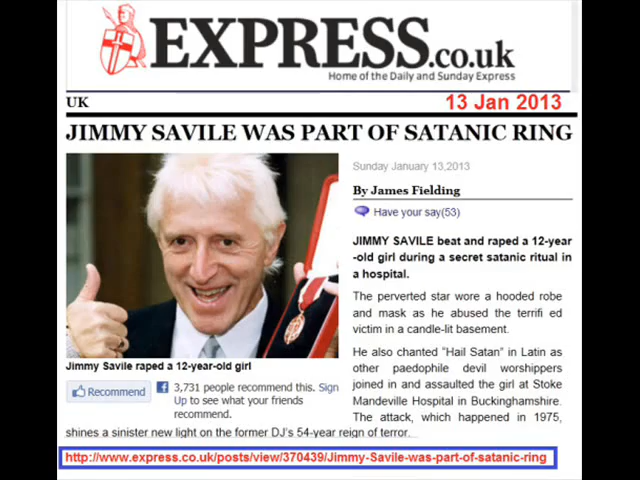 EXPRESS.co.uk
Home of the Daily and Sunday Express
UK
13 Jan 2013
JIMMY SAVILE WAS PART OF SATANIC RING
Jimmy Savile raped a 12-year-old girl
Recommend
3,731 people recommend this. Sign
Up to see what your friends
recommend.
Sunday January 13,2013
By James Fielding
Have your say(53)
JIMMY SAVILE beat and raped a 12-year
-old girl during a secret satanic ritual in
a hospital.
The perverted star wore a hooded robe
and mask as he abused the terrifi ed
victim in a candle-lit basement.
He also chanted "Hail Satan" in Latin as
other paedophile devil worshippers
joined in and assaulted the girl at Stoke
Mandeville Hospital in Buckinghamshire.
The attack, which happened in 1975,
shines a sinister new light on the former DJ's 54-year reign of terror.
http://www.express.co.uk/posts/view/370439/Jimmy-Savile-was-part-of-satanic-ring